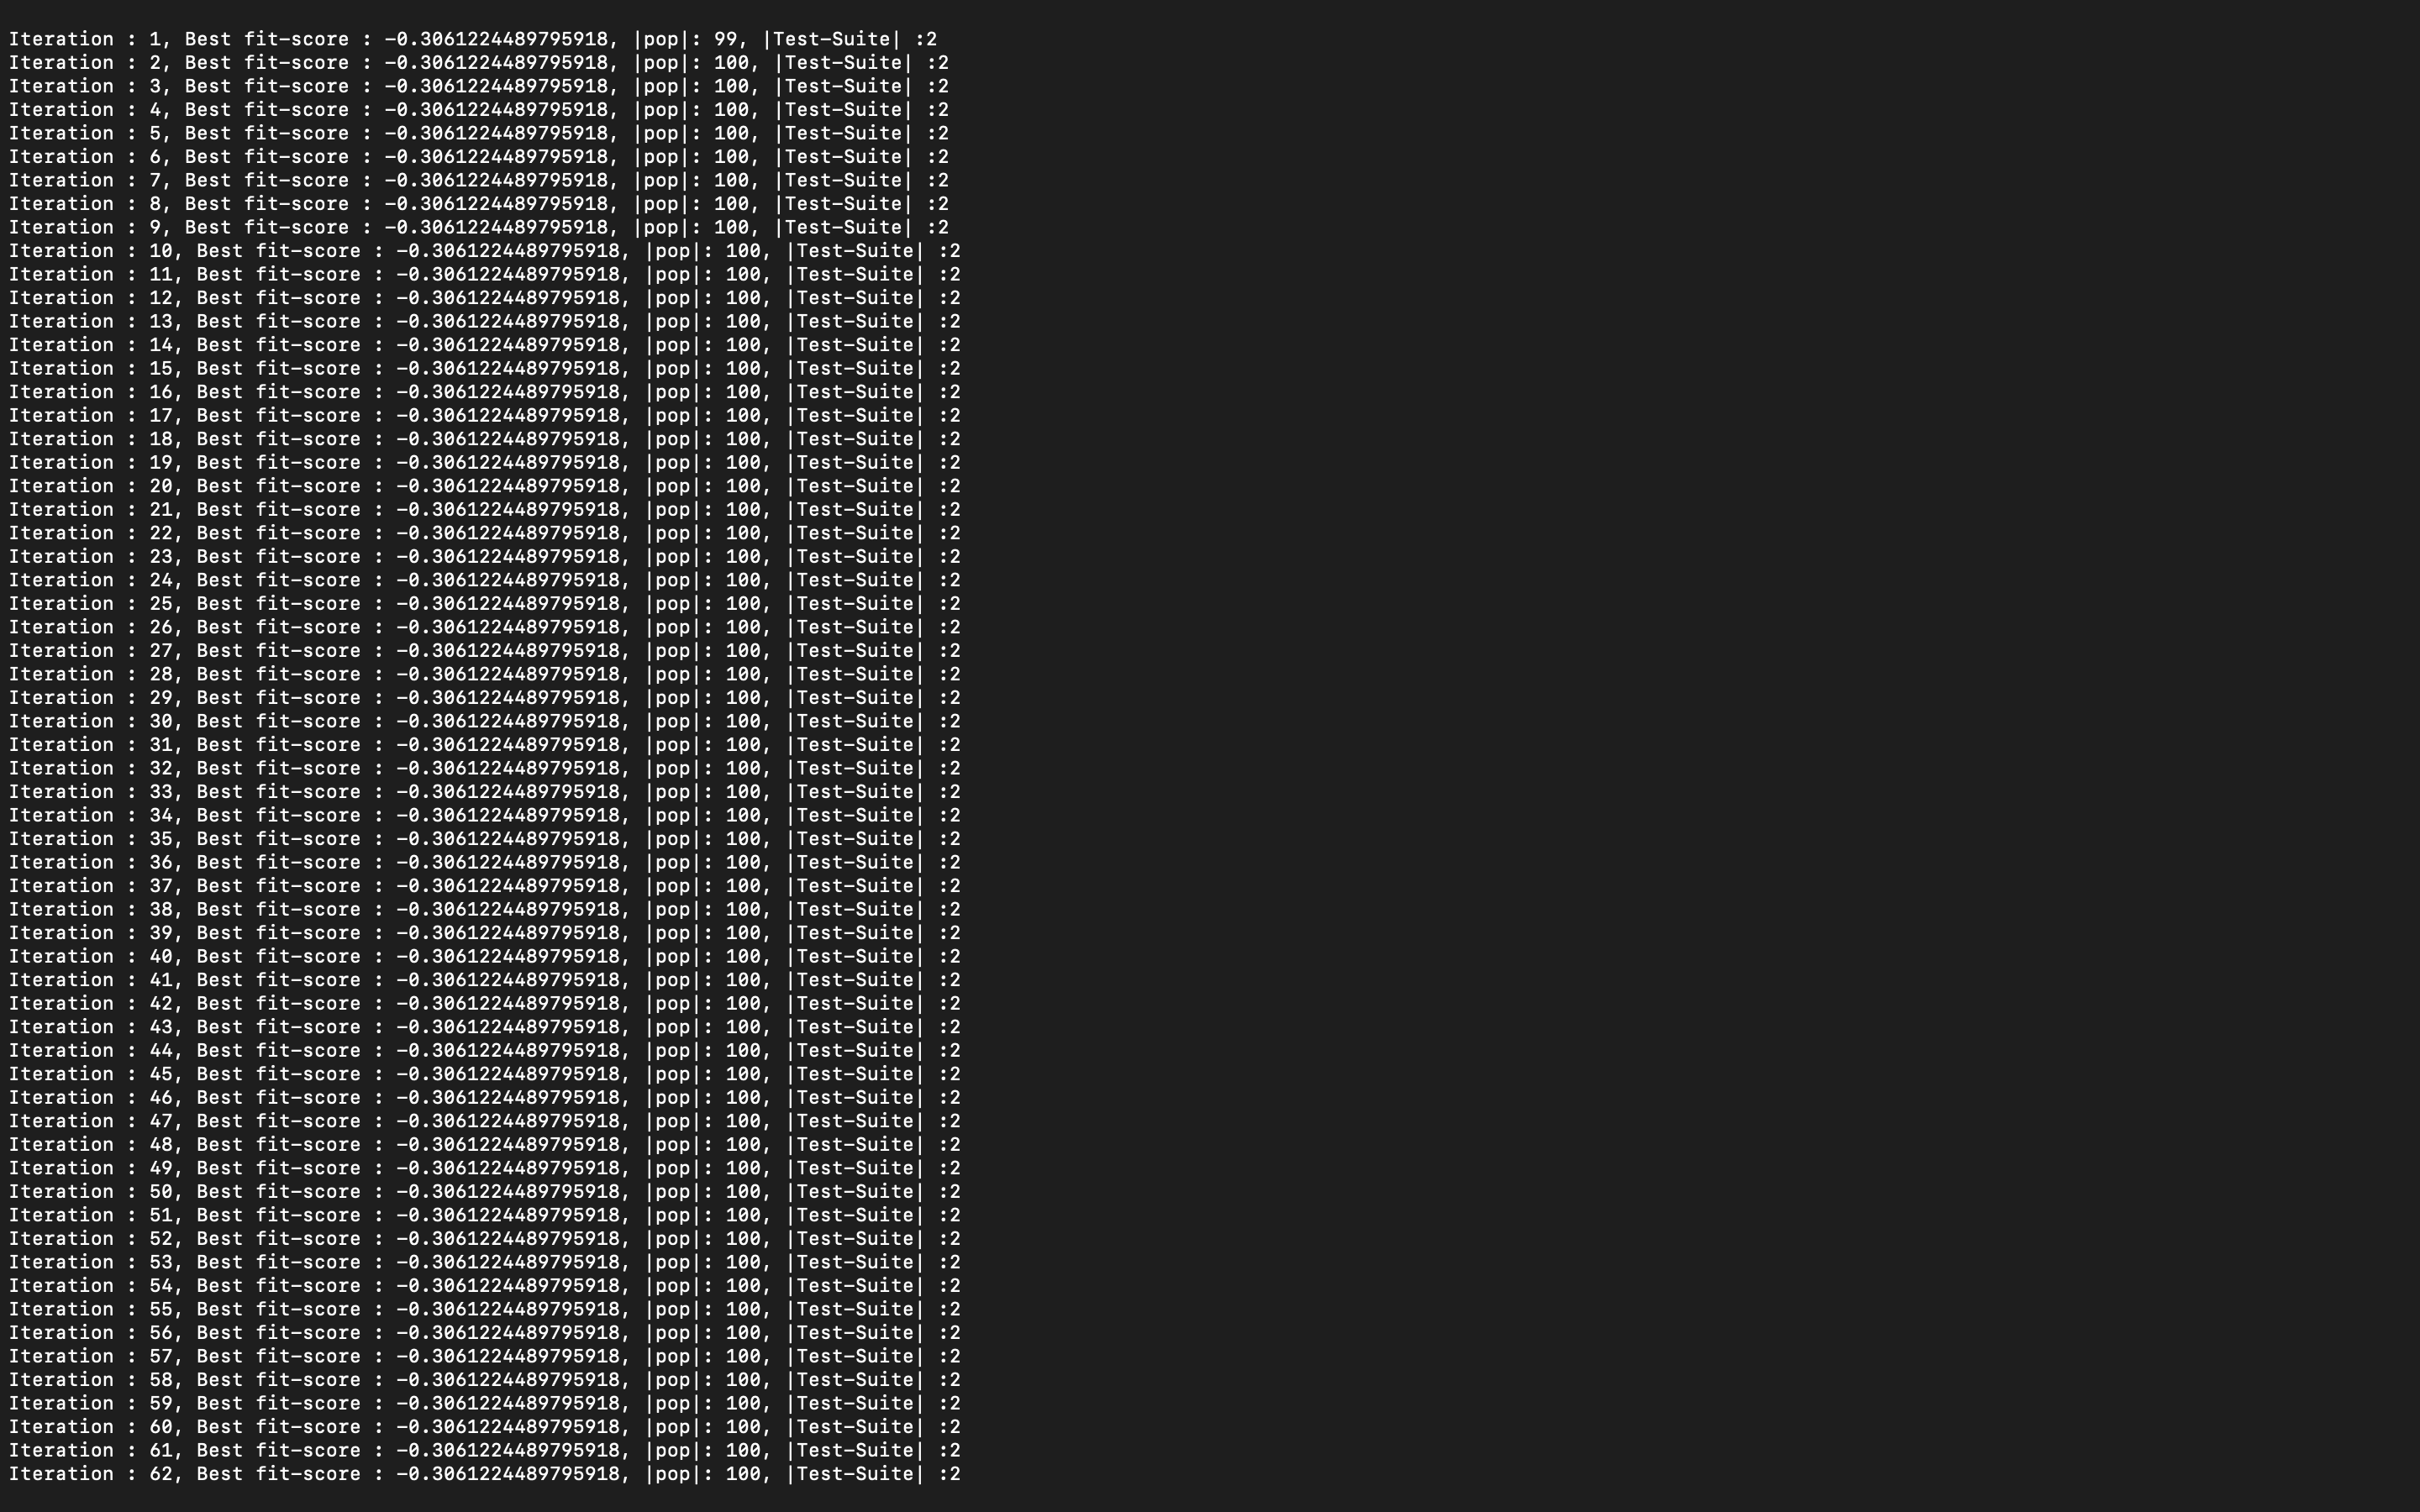 Iteration : 1, Best fit-score : -0.3061224489795918, |pop|: 99, |Test-Suite| :2
Iteration : 2, Best fit-score : -0.3061224489795918, |pop|: 100, |Test-Suite| :2
Iteration : 3, Best fit-score : -0.3061224489795918, |pop|: 100, |Test-Suite| :2
Iteration : 4, Best fit-score : -0.3061224489795918, |pop|: 100, |Test-Suite| :2
Iteration : 5, Best fit-score : -0.3061224489795918, |pop|: 100, |Test-Suite| :2
Iteration : 6, Best fit-score : -0.3061224489795918, |pop|: 100, |Test-Suite| :2
Iteration : 7, Best fit-score : -0.3061224489795918, |pop|: 100, |Test-Suite| :2
Iteration : 8, Best fit-score : -0.3061224489795918, |pop|: 100, |Test-Suite| :2
Iteration : 9, Best fit-score : -0.3061224489795918, |pop|: 100, |Test-Suite| :2
Iteration : 10, Best fit-score : -0.3061224489795918, |pop|: 100, |Test-Suite| :2
Iteration : 11, Best fit-score : -0.3061224489795918, |pop|: 100, |Test-Suite| :2
Iteration : 12, Best fit-score : -0.3061224489795918, |pop|: 100, |Test-Suite| :2
Iteration : 13, Best fit-score : -0.3061224489795918, |pop|: 100, |Test-Suite| :2
Iteration : 14, Best fit-score : -0.3061224489795918, |pop|: 100, |Test-Suite| :2
Iteration : 15, Best fit-score : -0.3061224489795918, |pop|: 100, |Test-Suite| :2
Iteration : 16, Best fit-score : -0.3061224489795918, |pop|: 100, |Test-Suite| :2
Iteration : 17, Best fit-score : -0.3061224489795918, |pop|: 100, |Test-Suite| :2
Iteration : 18, Best fit-score : -0.3061224489795918, |pop|: 100, |Test-Suite| :2
Iteration : 19, Best fit-score : -0.3061224489795918, |pop|: 100, |Test-Suite| :2
Iteration : 20, Best fit-score : -0.3061224489795918, |pop|: 100, |Test-Suite| :2
Iteration : 21, Best fit-score : -0.3061224489795918, |pop|: 100, |Test-Suite| :2
Iteration : 22, Best fit-score : -0.3061224489795918, |pop|: 100, |Test-Suite| :2
Iteration : 23, Best fit-score : -0.3061224489795918, |pop|: 100, |Test-Suite| :2
Iteration : 24, Best fit-score : -0.3061224489795918, |pop|: 100, |Test-Suite| :2
Iteration : 25, Best fit-score : -0.3061224489795918, |pop|: 100, |Test-Suite| :2
Iteration : 26, Best fit-score : -0.3061224489795918, |pop|: 100, |Test-Suite| :2
Iteration : 27, Best fit-score : -0.3061224489795918, |pop|: 100, |Test-Suite| :2
Iteration : 28, Best fit-score : -0.3061224489795918, |pop|: 100, |Test-Suite| :2
Iteration : 29, Best fit-score : -0.3061224489795918, |pop|: 100, |Test-Suite| :2
Iteration : 30, Best fit-score : -0.3061224489795918, |pop|: 100, |Test-Suite| :2
Iteration : 31, Best fit-score : -0.3061224489795918, |pop|: 100, |Test-Suite| :2
Iteration : 32, Best fit-score : -0.3061224489795918, |pop|: 100, |Test-Suite| :2
Iteration : 33, Best fit-score : -0.3061224489795918, |pop|: 100, |Test-Suite| :2
Iteration : 34, Best fit-score : -0.3061224489795918, |pop|: 100, |Test-Suite| :2
Iteration : 35, Best fit-score : -0.3061224489795918, |pop|: 100, |Test-Suite| :2
Iteration : 36, Best fit-score : -0.3061224489795918, |pop|: 100, |Test-Suite| :2
Iteration : 37, Best fit-score : -0.3061224489795918, |pop|: 100, |Test-Suite| :2
Iteration : 38, Best fit-score : -0.3061224489795918, |pop|: 100, |Test-Suite| :2
Iteration : 39, Best fit-score : -0.3061224489795918, |pop|: 100, |Test-Suite| :2
Iteration : 40, Best fit-score : -0.3061224489795918, |pop|: 100, |Test-Suite| :2
Iteration : 41, Best fit-score : -0.3061224489795918, |pop|: 100, |Test-Suite| :2
Iteration : 42, Best fit-score : -0.3061224489795918, |pop|: 100, |Test-Suite| :2
Iteration : 43, Best fit-score : -0.3061224489795918, |pop|: 100, |Test-Suite| :2
Iteration : 44, Best fit-score : -0.3061224489795918, |pop|: 100, |Test-Suite| :2
Iteration : 45, Best fit-score : -0.3061224489795918, |pop|: 100, |Test-Suite| :2
Iteration : 46, Best fit-score : -0.3061224489795918, |pop|: 100, |Test-Suite| :2
Iteration : 47, Best fit-score : -0.3061224489795918, |pop|: 100, |Test-Suite| :2
Iteration : 48, Best fit-score : -0.3061224489795918, |pop|: 100, |Test-Suite| :2
Iteration : 49, Best fit-score : -0.3061224489795918, |pop|: 100, |Test-Suite| :2
Iteration : 50, Best fit-score : -0.3061224489795918, |pop|: 100, |Test-Suite| :2
Iteration : 51, Best fit-score : -0.3061224489795918, |pop|: 100, |Test-Suite| :2
Iteration : 52, Best fit-score : -0.3061224489795918, |pop|: 100, |Test-Suite| :2
Iteration : 53, Best fit-score : -0.3061224489795918, |pop|: 100, |Test-Suite| :2
Iteration : 54, Best fit-score : -0.3061224489795918, |pop|: 100, |Test-Suite| :2
Iteration : 55, Best fit-score : -0.3061224489795918, |pop|: 100, |Test-Suite| :2
Iteration : 56, Best fit-score : -0.3061224489795918, |pop|: 100, |Test-Suite| :2
Iteration : 57, Best fit-score : -0.3061224489795918, |pop|: 100, |Test-Suite| :2
Iteration : 58, Best fit-score : -0.3061224489795918, |pop|: 100, |Test-Suite| :2
Iteration : 59, Best fit-score : -0.3061224489795918, |pop|: 100, |Test-Suite| :2
Iteration : 60, Best fit-score : -0.3061224489795918, |pop|: 100, |Test-Suite| :2
Iteration : 61, Best fit-score : -0.3061224489795918, |pop|: 100, |Test-Suite| :2
Iteration : 62, Best fit-score : -0.3061224489795918, |pop|: 100, |Test-Suite| :2